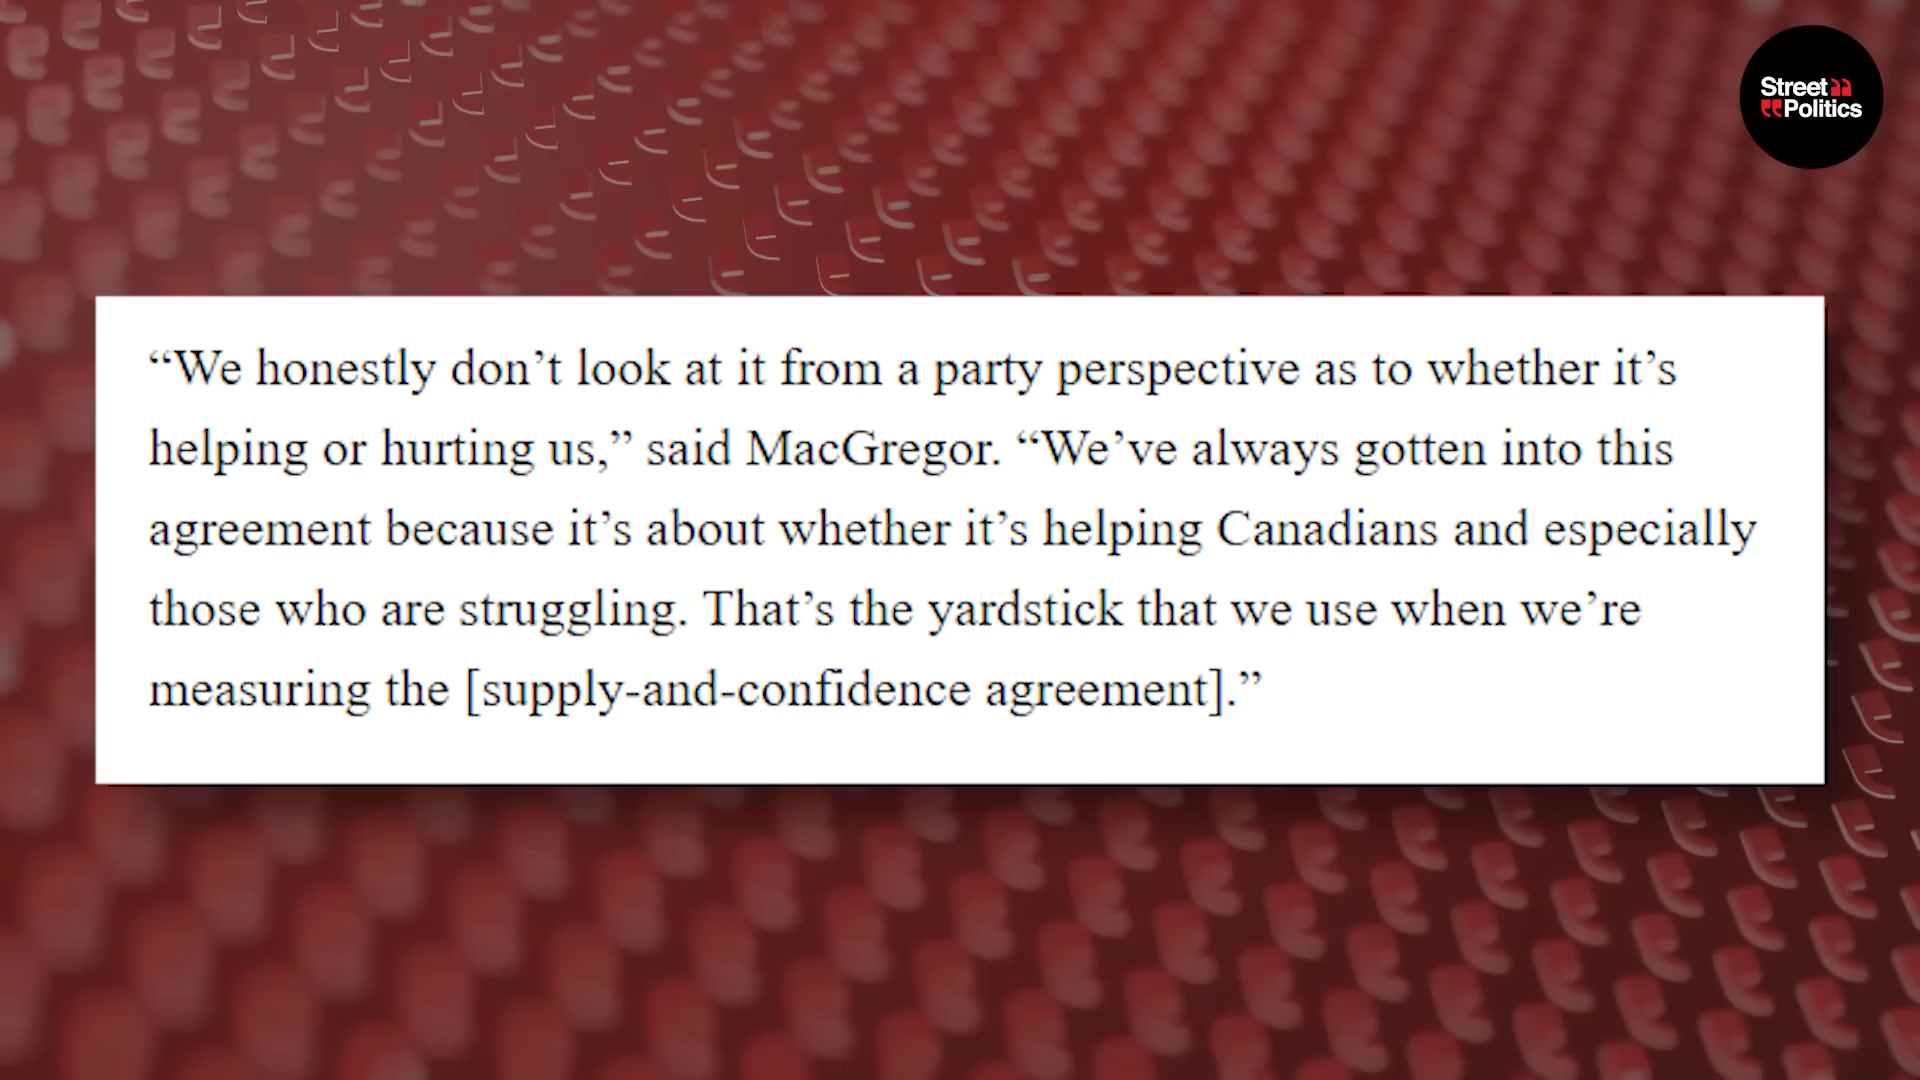 Street
Politics
“We honestly don’t look at it from a party perspective as to whether it’s
helping or hurting us,” said MacGregor. “We’ve always gotten into this
agreement because it’s about whether it’s helping Canadians and especially
those who are struggling. That’s the yardstick that we use when we’re
measuring the [supply-and-confidence agreement].”